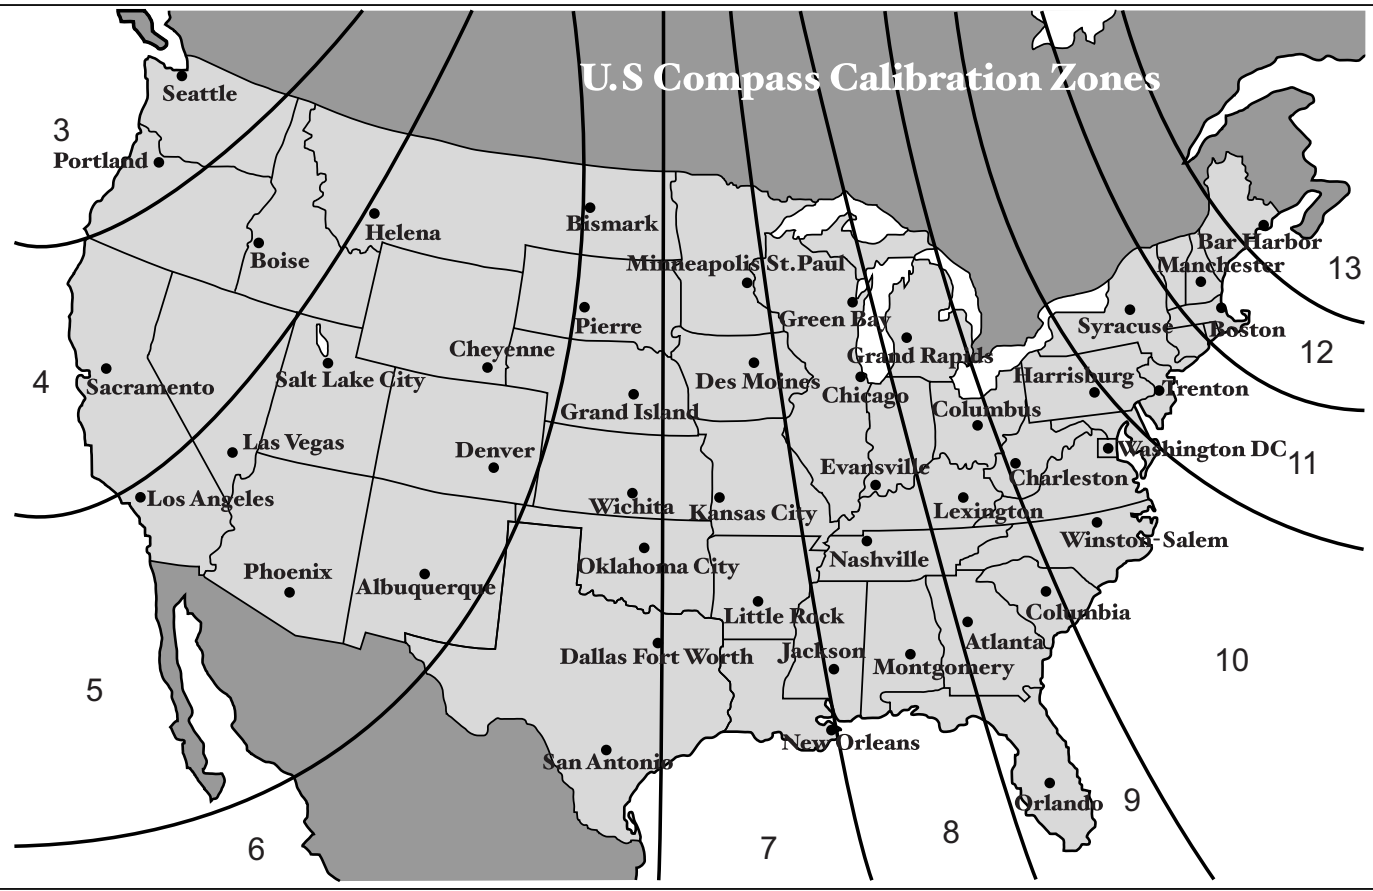 U.S Compass Calibration Zones
Seattle
3
Portland
Bismark
Helena
Boise
Bar Harbor
Minneapolis St.Paul
Manchester
13
Green Bay
Pierre
Syracuse
Boston
Cheyenne
Grand Rapids
12
Salt Lake City
Des Moines
Harrisburg
4
Sacramento
Chicago
Trenton
Grand Island
Columbus
Las Vegas
Denver
Washington DC
11
Evansville
Charleston
Los Angeles
Wichita
Kansas City
Lexington
Winston-Salem
Nashville
Oklahoma City
Phoenix
Albuquerque
Little Rock
Columbia
Atlanta
Jackson
Dallas Fort Worth
Montgomery
10
5
New Orleans
San Antonio
Orlando
9
8
6
7